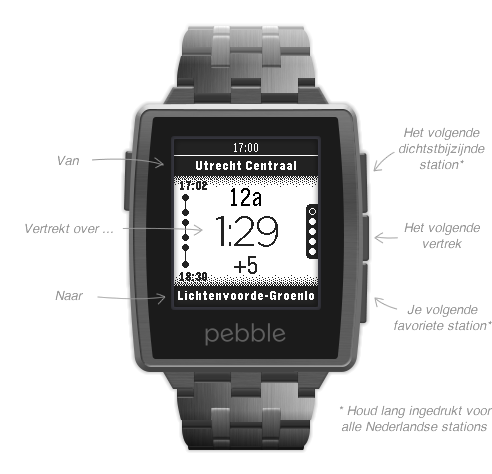 17:00
Utrecht Centraal
17:02
12a
1:29
+5
18:30
Lichtenvoorde-Groenlo
pebble
Van
Vertrekt over ...
Naar
Het volgende
dichtstbijzijnde
station*
Het volgende
vertrek
Je volgende
favoriete station*
* Houd lang ingedrukt voor
alle Nederlandse stations